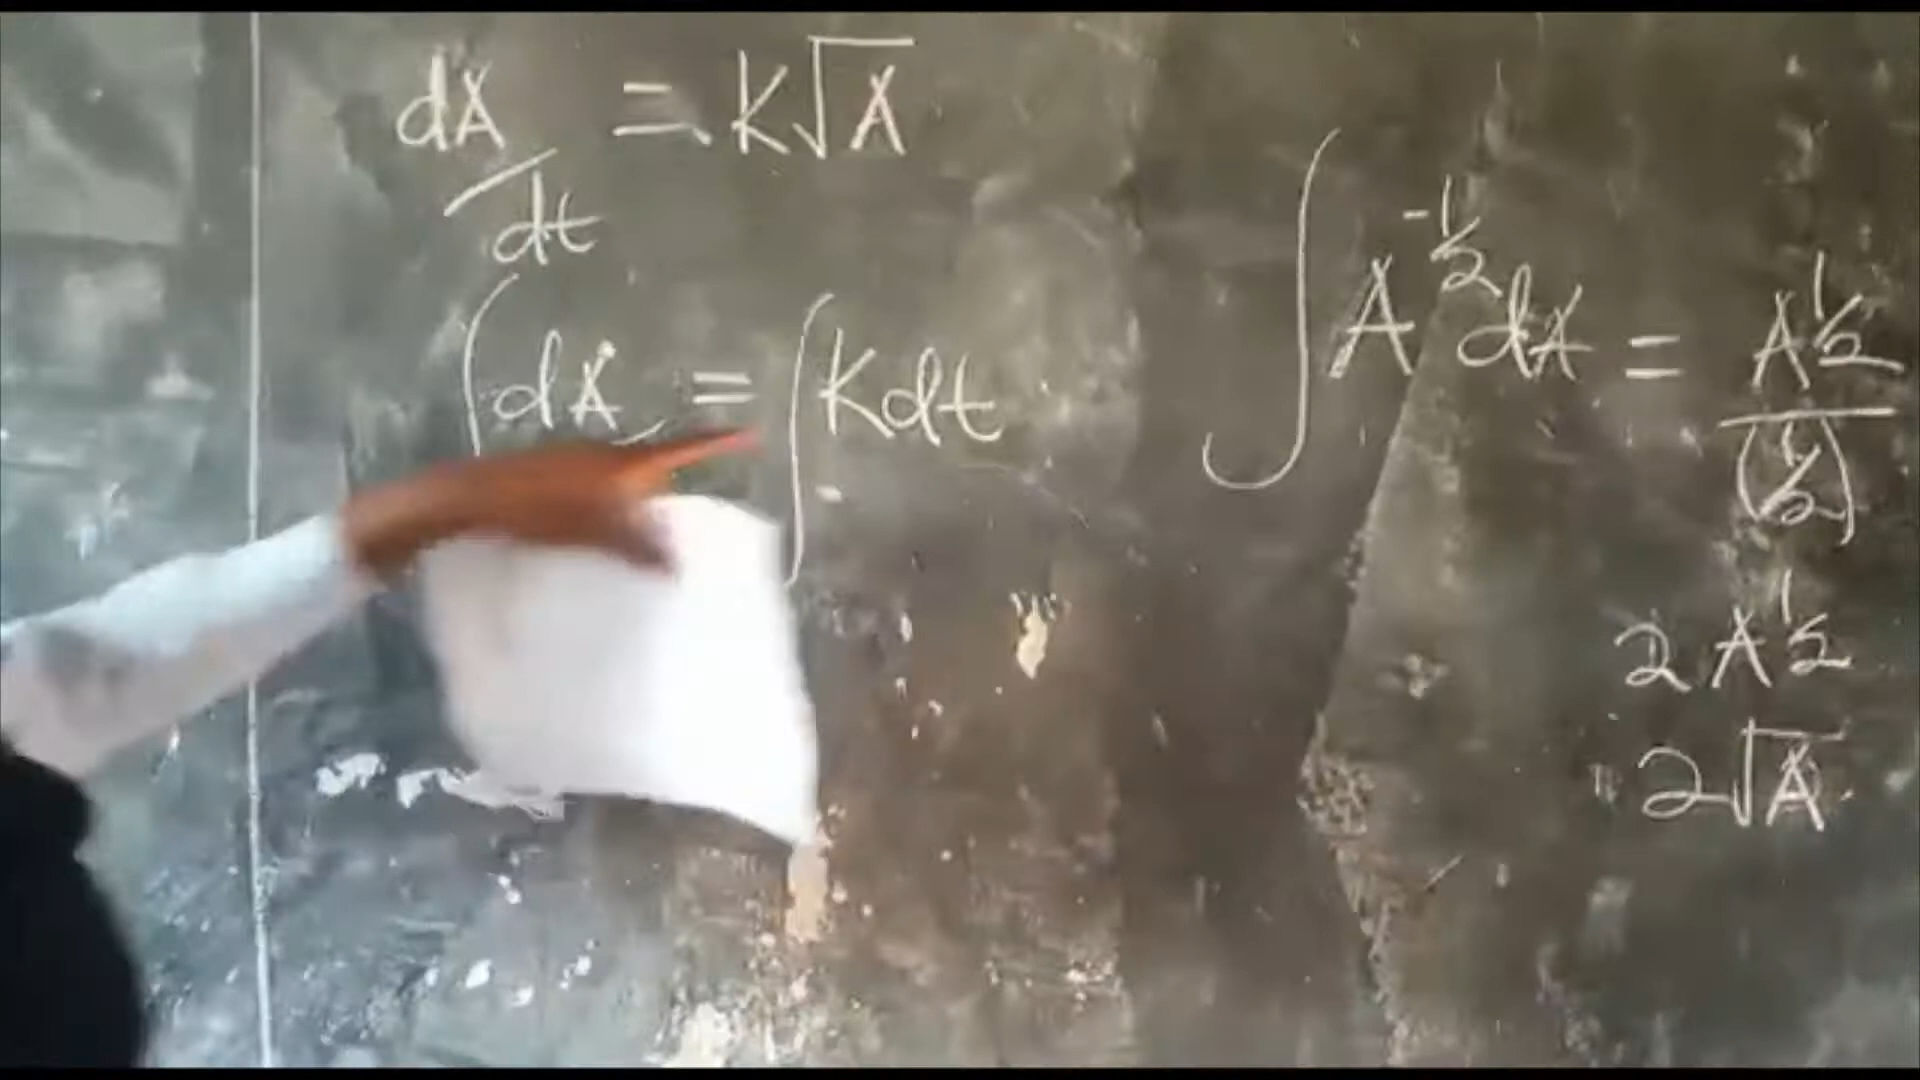 dA/dt = K√A
∫dA = ∫Kdt
∫A^-1/2 dA = A^1/2/(1/2)
2A^1/2
2√A